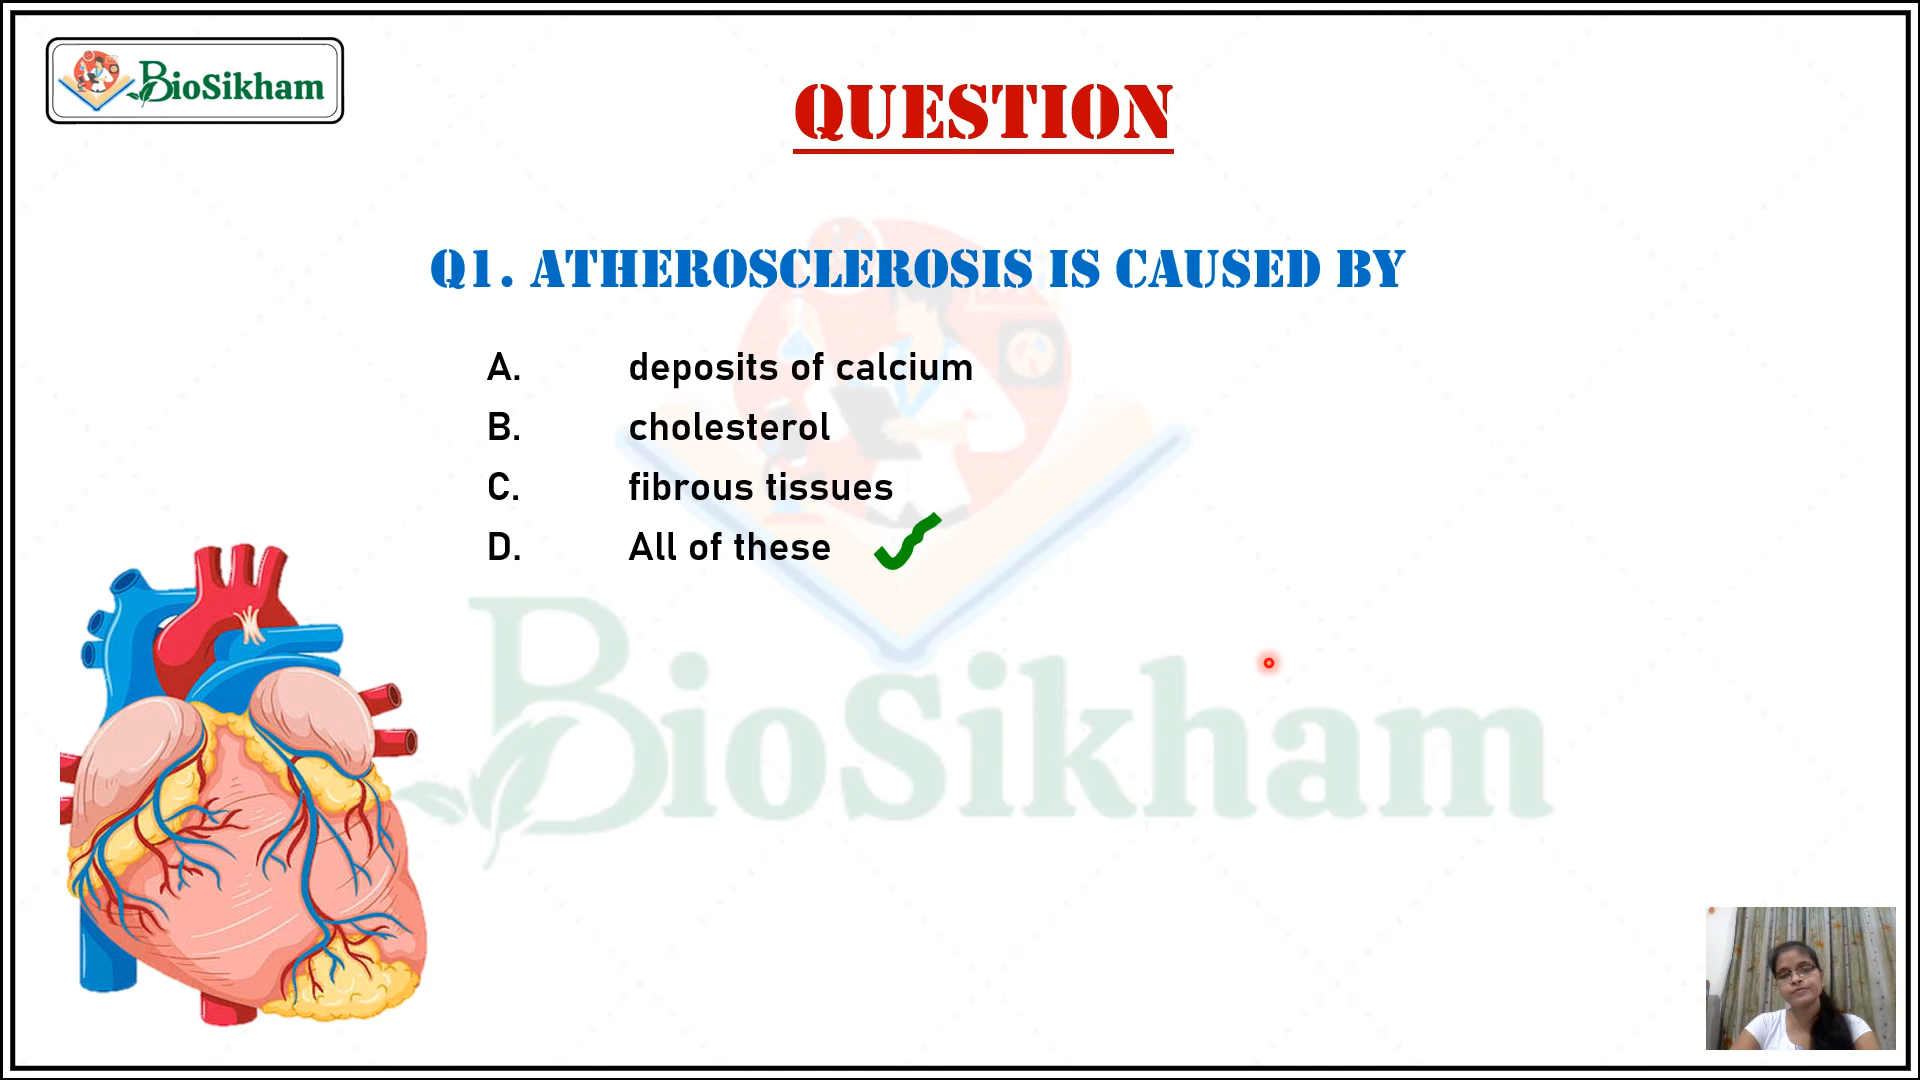 BioSikham
QUESTION
Q1. ATHEROSCLEROSIS IS CAUSED BY
A. deposits of calcium
B. cholesterol
C. fibrous tissues
D. All of these
BioSikham